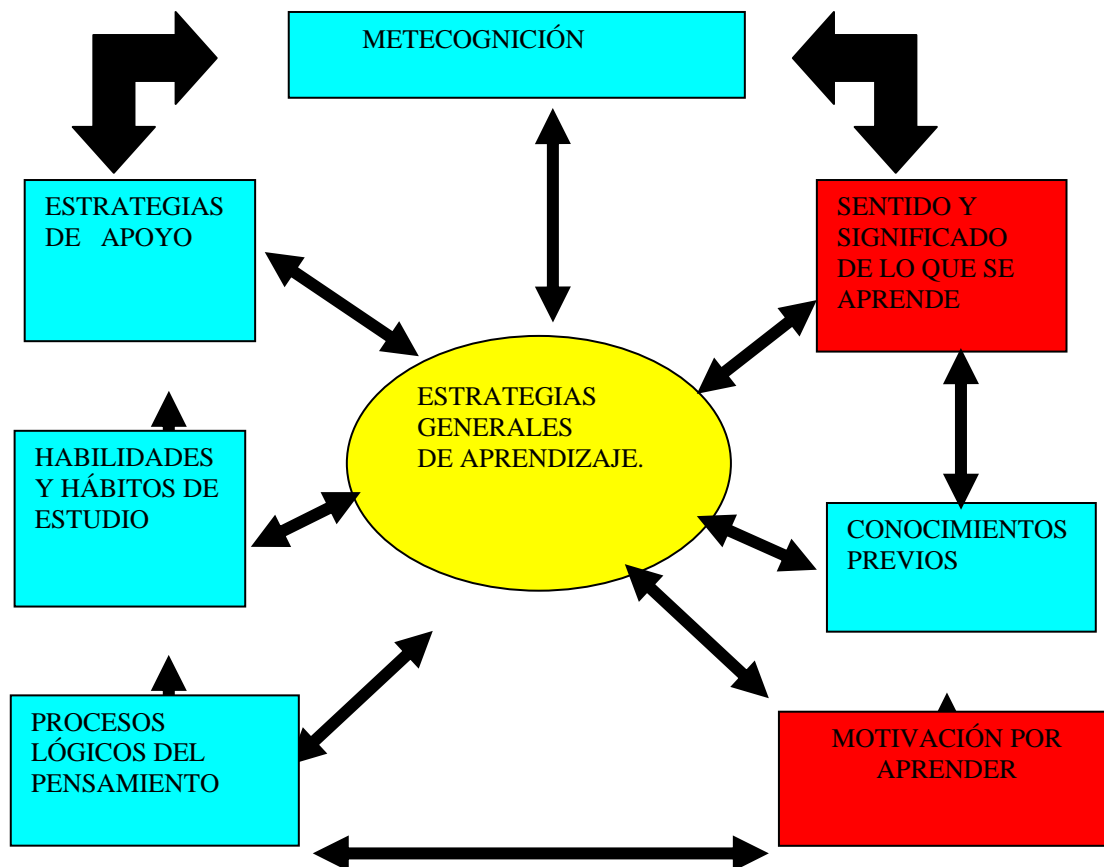 METECOGNICIÓN
ESTRATEGIAS
DE APOYO
SENTIDO Y
SIGNIFICADO
DE LO QUE SE
APRENDE
ESTRATEGIAS
GENERALES
DE APRENDIZAJE.
HABILIDADES
Y HÁBITOS DE
ESTUDIO
CONOCIMIENTOS
PREVIOS
PROCESOS
LÓGICOS DEL
PENSAMIENTO
MOTIVACIÓN POR
APRENDER